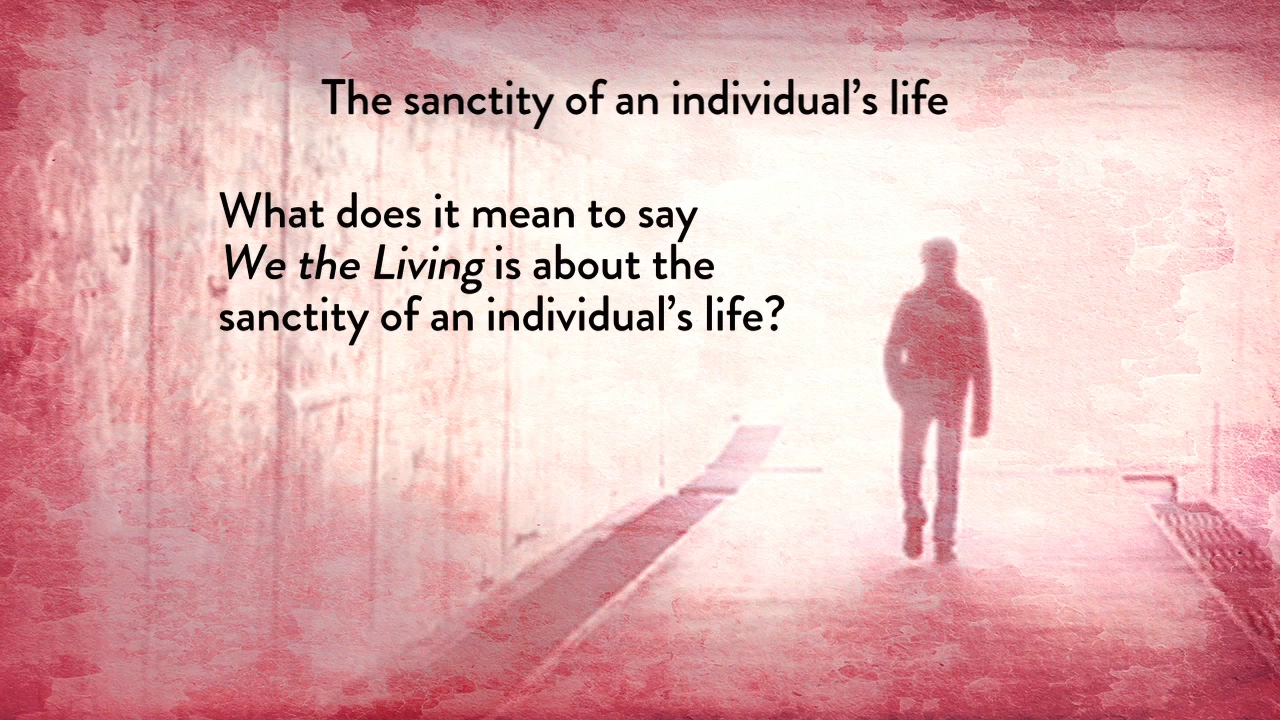 The sanctity of an individual’s life
What does it mean to say
We the Living is about the
sanctity of an individual’s life?